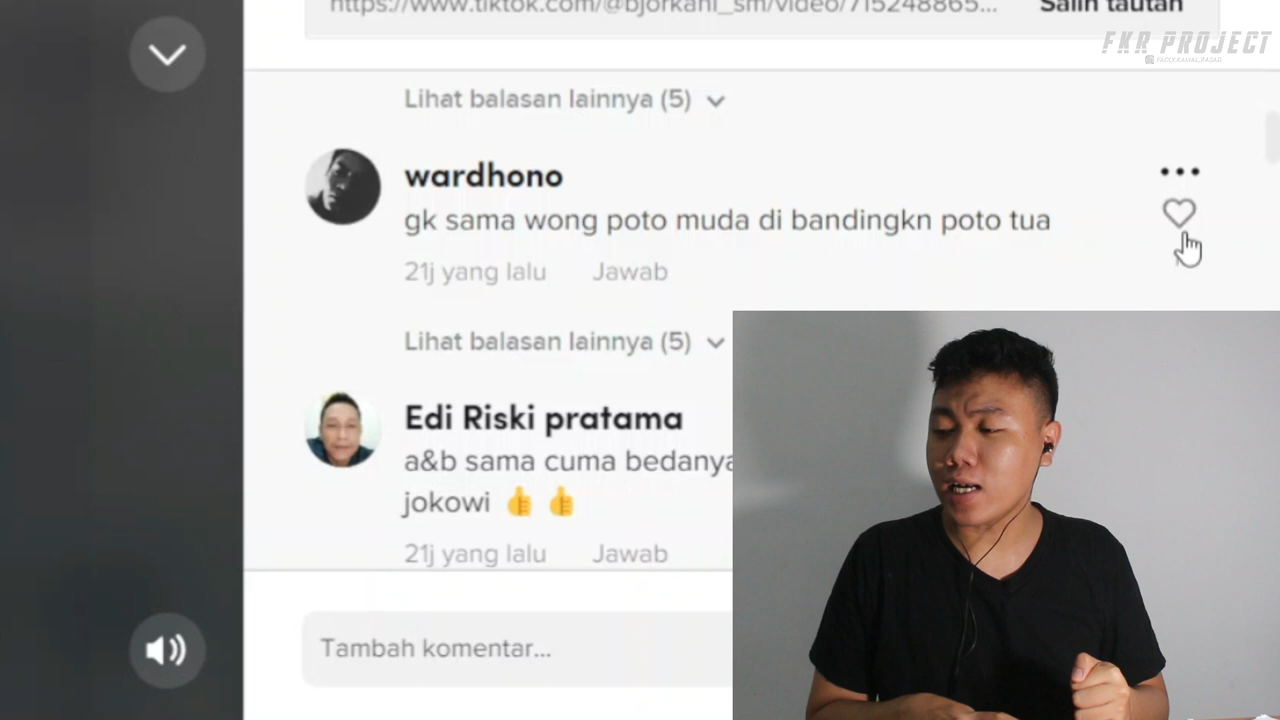 https://www.tiktok.com/@bjorkani_sm/video/715248865... Salin tautan
FKR PROJECT
Lihat balasan lainnya (5)
wardhono
gk sama wong poto muda di bandingkn poto tua
21j yang lalu Jawab
Lihat balasan lainnya (5)
Edi Riski pratama
a&b sama cuma bedanya
jokowi 👍 👍
21j yang lalu Jawab
Tambah komentar...